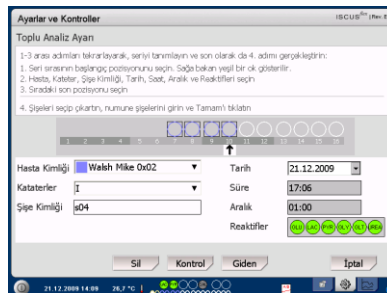 Ayarlar ve Kontroller
ISCUS
Toplu Analiz Ayarı
1-3 arası adımları tekrarlayarak, seriyi tanımlayın ve son olarak da 4. adımı gerçekleştirin:
1. Seri sırasının başlangıç pozisyonunu seçin. Sağa bakan yeşil bir ok gösterilir.
2. Hasta, Kateter, Şişe Kimliği, Tarih, Saat, Aralık ve Reaktifleri seçin
3. Sıradaki son pozisyonu seçin
4. Şişeleri seçip çıkartın, numune şişelerini girin ve Tamam'ı tıklatın
1 2 3 4 5 6 7 8 9 10 11 12 13 14 15 16
Hasta Kimliği Walsh Mike 0x02 Tarih 21.12.2009
Kataterler I Süre 17:06
Şişe Kimliği s04 Aralık 01:00
Reaktifler GLU LAC PYR GLY GLT UREA
Sil Kontrol Giden İptal
21.12.2009 14:09 26,7 °C